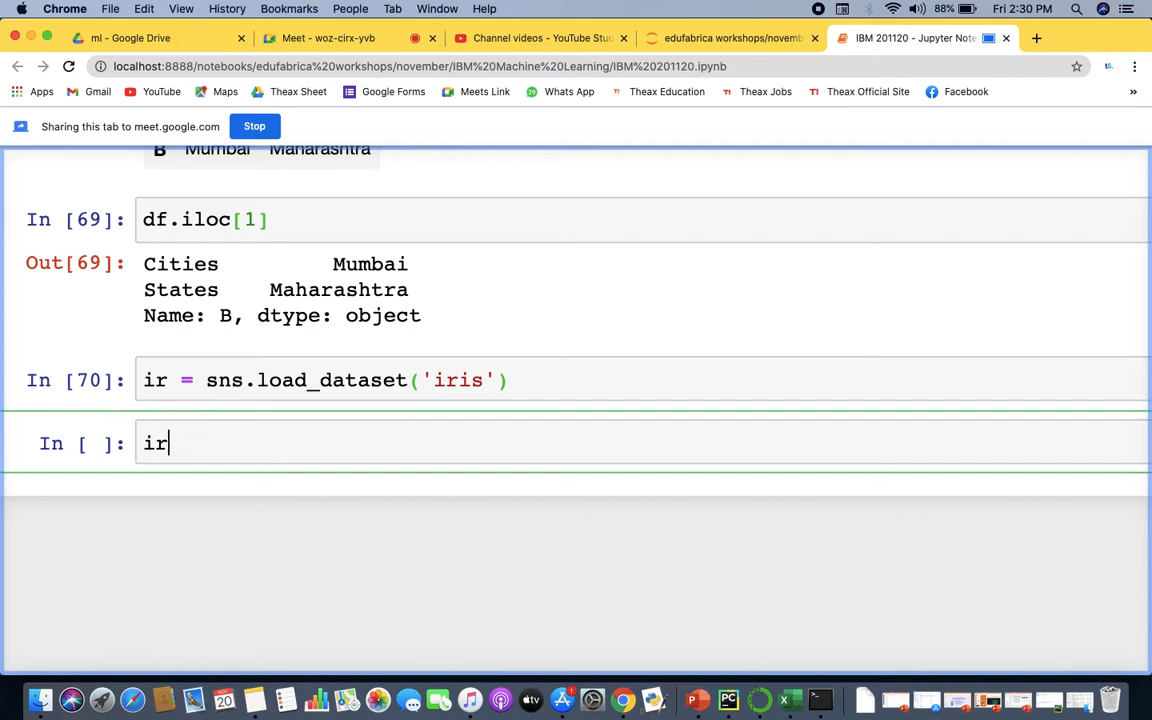 Chrome File Edit View History Bookmarks People Tab Window Help 88% Fri 2:30 PM
ml - Google Drive Meet - woz-cirx-yvb Channel videos - YouTube Stu edufabrica workshops/novemb IBM 201120 - Jupyter Note
localhost:8888/notebooks/edufabrica%20workshops/november/IBM%20Machine%20Learning/IBM%20201120.ipynb
Apps Gmail YouTube Maps Theax Sheet Google Forms Meets Link Whats App Theax Education Theax Jobs Theax Official Site Facebook »
Sharing this tab to meet.google.com Stop
B Mumbai Maharashtra
In [69]: df.iloc[1]
Out[69]: Cities Mumbai
States Maharashtra
Name: B, dtype: object
In [70]: ir = sns.load_dataset('iris')
In [ ]: ir